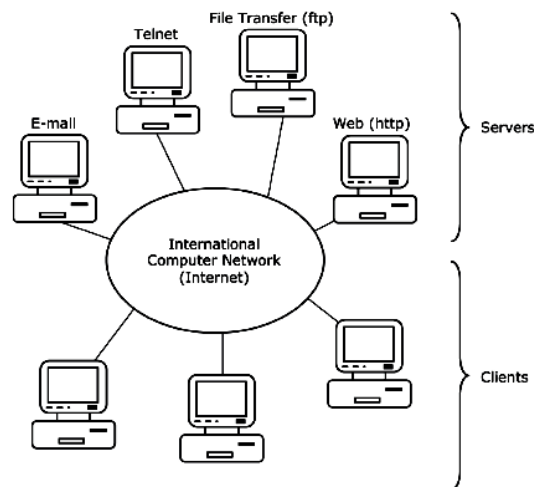 File Transfer (ftp)
Telnet
E-mail
Web (http)
Servers
International
Computer Network
(Internet)
Clients